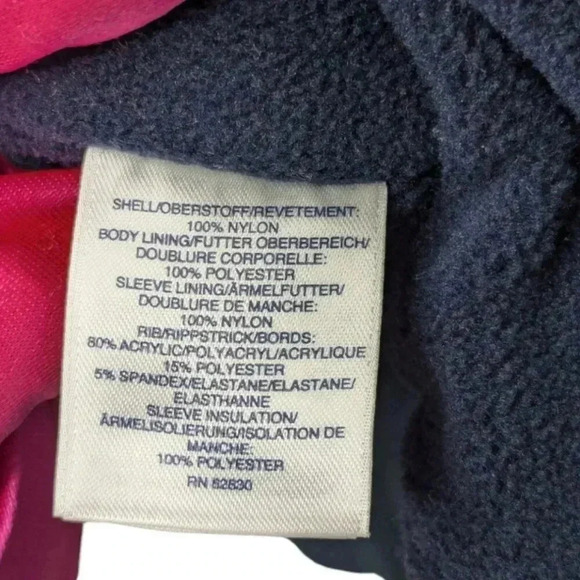 SHELL/OBERSTOFF/REVETEMENT:
100% NYLON
BODY LINING/FUTTER OBERBEREICH/
DOUBLURE CORPORELLE:
100% POLYESTER
SLEEVE LINING/ÄRMELFUTTER/
DOUBLURE DE MANCHE:
100% NYLON
RIB/RIPPSTRICK/BORDS:
80% ACRYLIC/POLYACRYL/ACRYLIQUE
15% POLYESTER
5% SPANDEX/ELASTANE/ELASTANE/
ELASTHANNE
SLEEVE INSULATION/
ÄRMELISOLIERUNG/ISOLATION DE
MANCHE:
100% POLYESTER
RN 62830